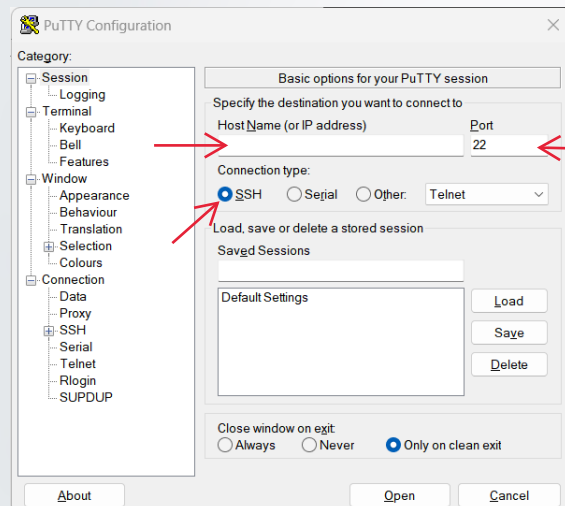 PuTTY Configuration
Category:
Session
Logging
Terminal
Keyboard
Bell
Features
Window
Appearance
Behaviour
Translation
Selection
Colours
Connection
Data
Proxy
SSH
Serial
Telnet
Rlogin
SUPDUP
Basic options for your PuTTY session
Specify the destination you want to connect to
Host Name (or IP address) Port
22
Connection type:
SSH Serial Other: Telnet
Load, save or delete a stored session
Saved Sessions
Default Settings
Load
Save
Delete
Close window on exit:
Always Never Only on clean exit
About Open Cancel